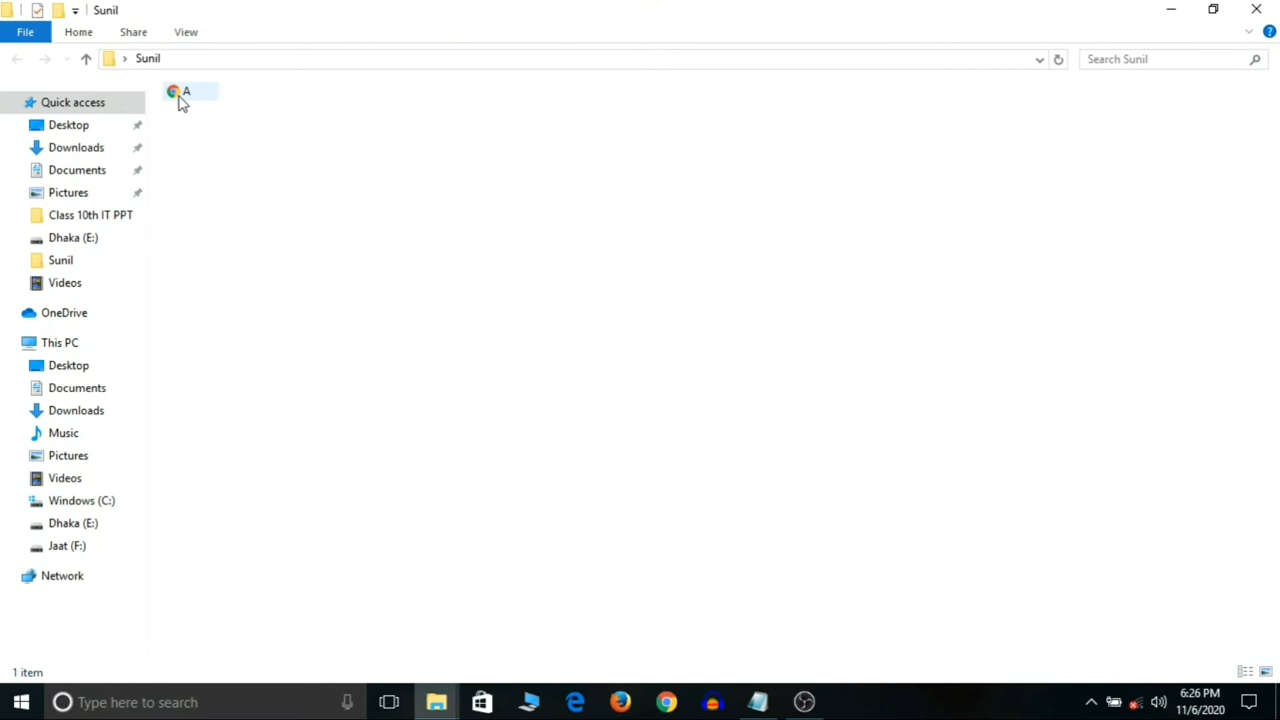 Sunil
File Home Share View
Sunil
Search Sunil
A
Quick access
Desktop
Downloads
Documents
Pictures
Class 10th IT PPT
Dhaka (E:)
Sunil
Videos
OneDrive
This PC
Desktop
Documents
Downloads
Music
Pictures
Videos
Windows (C:)
Dhaka (E:)
Jaat (F:)
Network
1 item
Type here to search
6:26 PM
11/6/2020